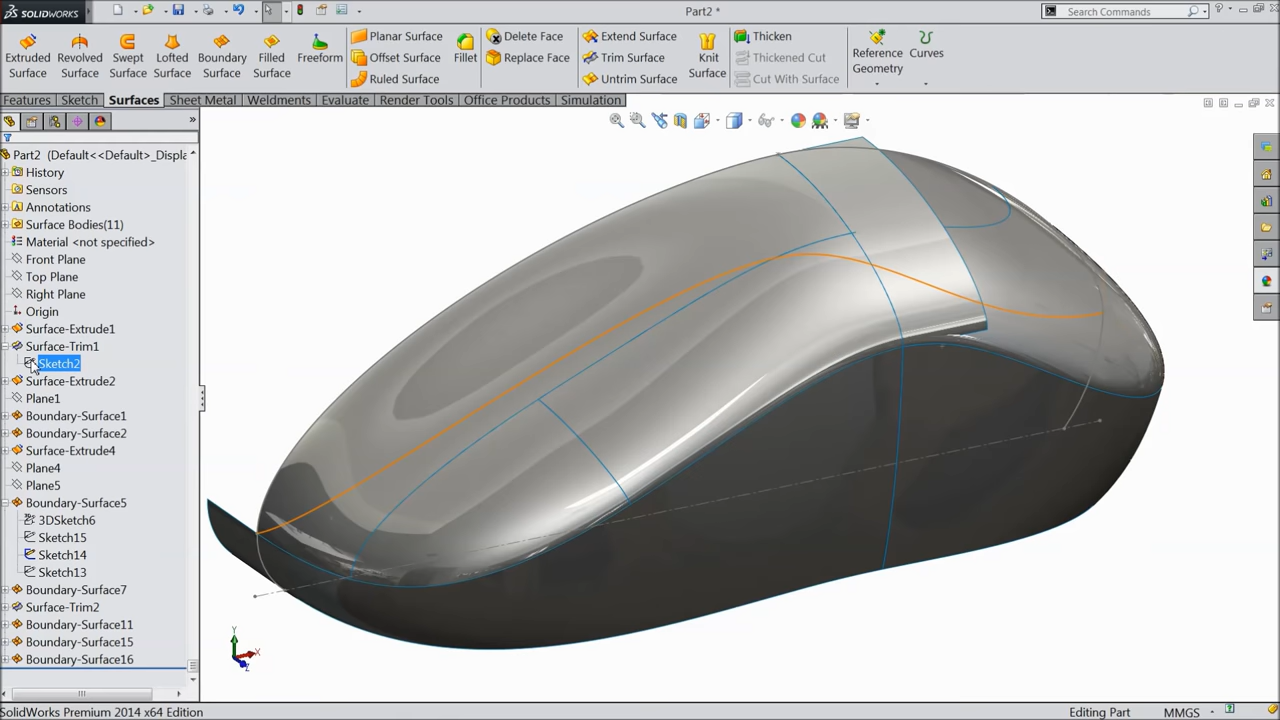 SOLIDWORKS
Part2 *
Search Commands
Extruded Surface
Revolved Surface
Swept Surface
Lofted Surface
Boundary Surface
Filled Surface
Freeform
Planar Surface
Offset Surface
Ruled Surface
Fillet
Delete Face
Replace Face
Extend Surface
Trim Surface
Untrim Surface
Knit Surface
Thicken
Thickened Cut
Cut With Surface
Reference Geometry
Curves
Features Sketch Surfaces Sheet Metal Weldments Evaluate Render Tools Office Products Simulation
Part2 (Default<<Default>_Displa
History
Sensors
Annotations
Surface Bodies(11)
Material <not specified>
Front Plane
Top Plane
Right Plane
Origin
Surface-Extrude1
Surface-Trim1
Sketch2
Surface-Extrude2
Plane1
Boundary-Surface1
Boundary-Surface2
Surface-Extrude4
Plane4
Plane5
Boundary-Surface5
3DSketch6
Sketch15
Sketch14
Sketch13
Boundary-Surface7
Surface-Trim2
Boundary-Surface11
Boundary-Surface15
Boundary-Surface16
Y
X
Z
SolidWorks Premium 2014 x64 Edition
Editing Part
MMGS